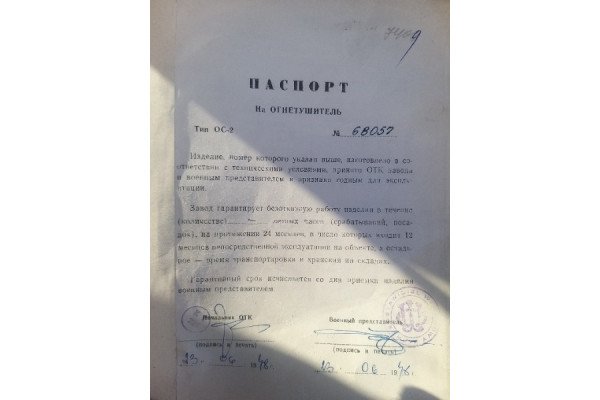 7409
ПАСПОРТ
На ОГНЕТУШИТЕЛЬ
Тип ОС-2 № 68057
Изделие, номер которого указан выше, изготовлено в со-
ответствии с техническими условиями, принято ОТК завода
и военным представителем и признано годным для эксплу-
атации.
Завод гарантирует безотказную работу изделия в течение
(количество) летных часов (срабатываний, поса-
док), на протяжении 24 месяцев, в число которых входят 12
месяцев непосредственной эксплуатации на объекте, а осталь-
ное — время транспортировки и хранения на складах.
Гарантийный срок исчисляется со дня приемки изделия
военным представителем.
Начальник ОТК Военный представитель
(подпись и печать) (подпись и печать)
23. 06 1978. 23 06 1978.